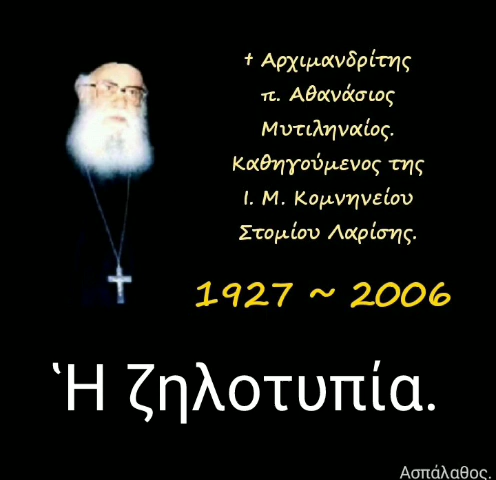 † Αρχιμανδρίτης
π. Αθανάσιος
Μυτιληναίος.
Καθηγούμενος της
Ι. Μ. Κομνηνείου
Στομίου Λαρίσης.
1927 ~ 2006
Ἡ ζηλοτυπία.
Ασπάλαθος.